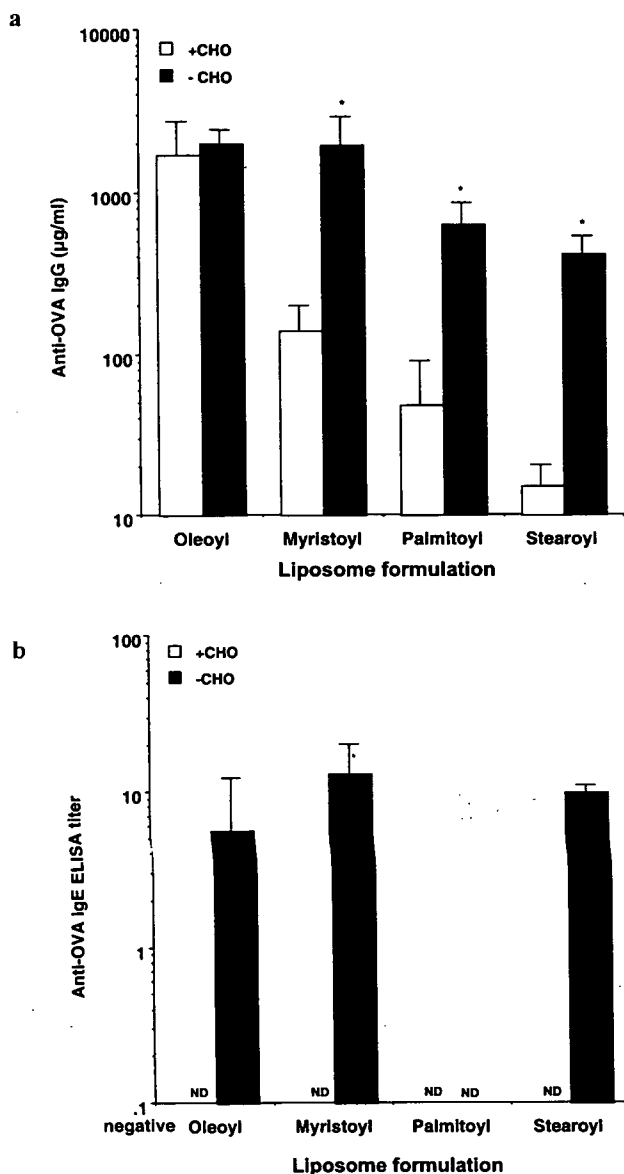 a
10000
1000
100
10
Anti-OVA IgG (µg/ml)
+CHO
- CHO
*
*
*
Oleoyl
Myristoyl
Palmitoyl
Stearoyl
Liposome formulation
b
100
10
1
.1
negative
Anti-OVA IgE ELISA titer
+CHO
-CHO
ND
ND
ND
ND
ND
Oleoyl
Myristoyl
Palmitoyl
Stearoyl
Liposome formulation